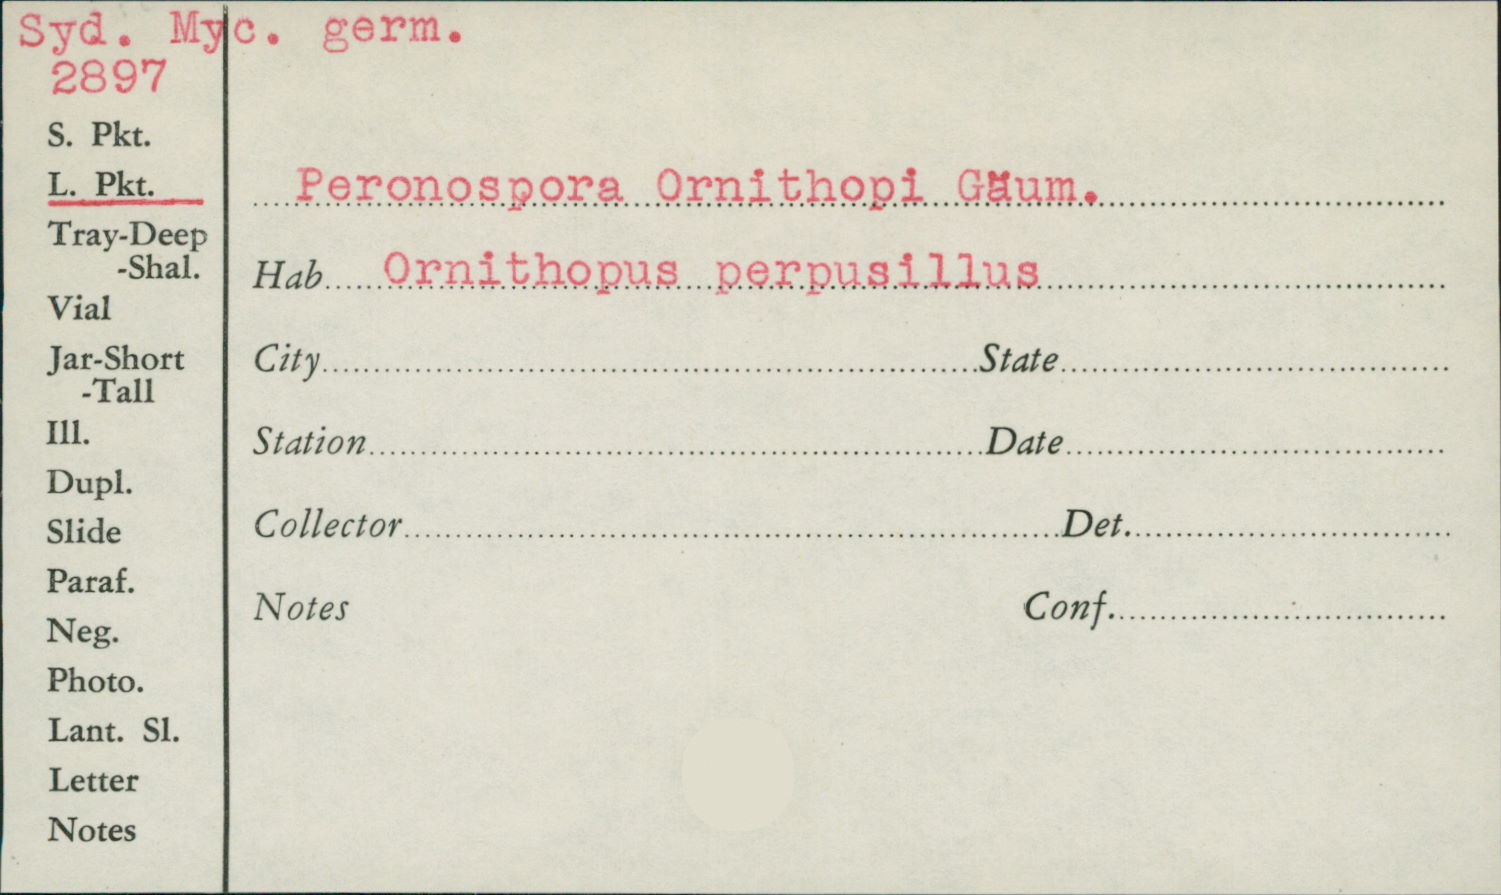 Syd. Myc. germ.
2897
S. Pkt.
L. Pkt.
Tray-Deep
-Shal.
Vial
Jar-Short
-Tall
Ill.
Dupl.
Slide
Paraf.
Neg.
Photo.
Lant. Sl.
Letter
Notes
Peronospora Ornithopi Gäum.
Hab. Ornithopus perpusillus
City State
Station Date
Collector Det.
Notes Conf.